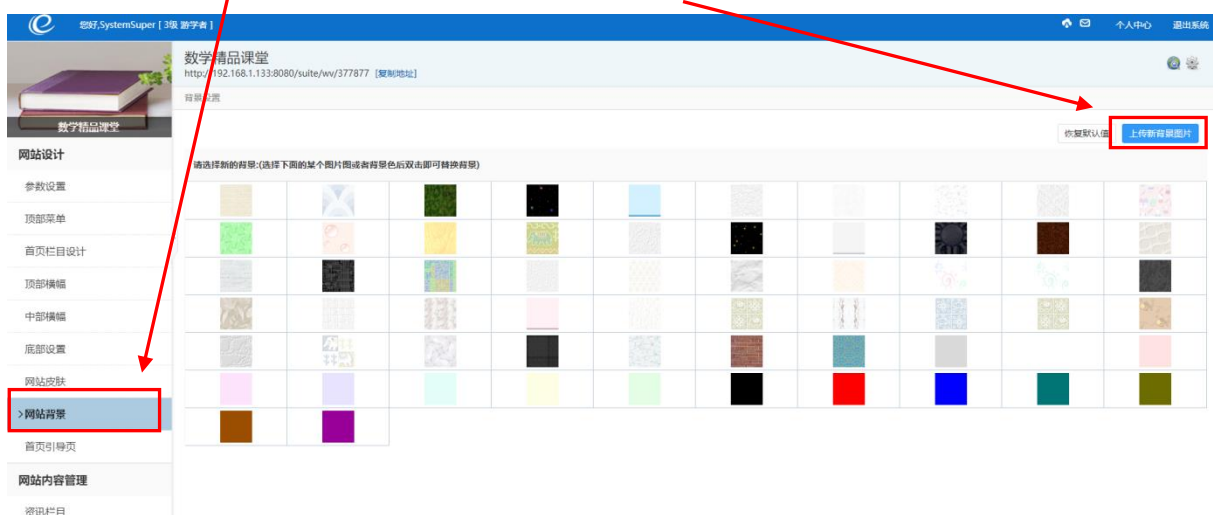 您好,SystemSuper [ 3级 游学者 ]
个人中心 退出系统
数学精品课堂
http://192.168.1.133:8080/suite/wv/377877 [复制地址]
背景设置
数学精品课堂
恢复默认值 上传新背景图片
请选择新的背景:(选择下面的某个图片图或者背景色后双击即可替换背景)
网站设计
参数设置
顶部菜单
首页栏目设计
顶部横幅
中部横幅
底部设置
网站皮肤
>网站背景
首页引导页
网站内容管理
资讯栏目